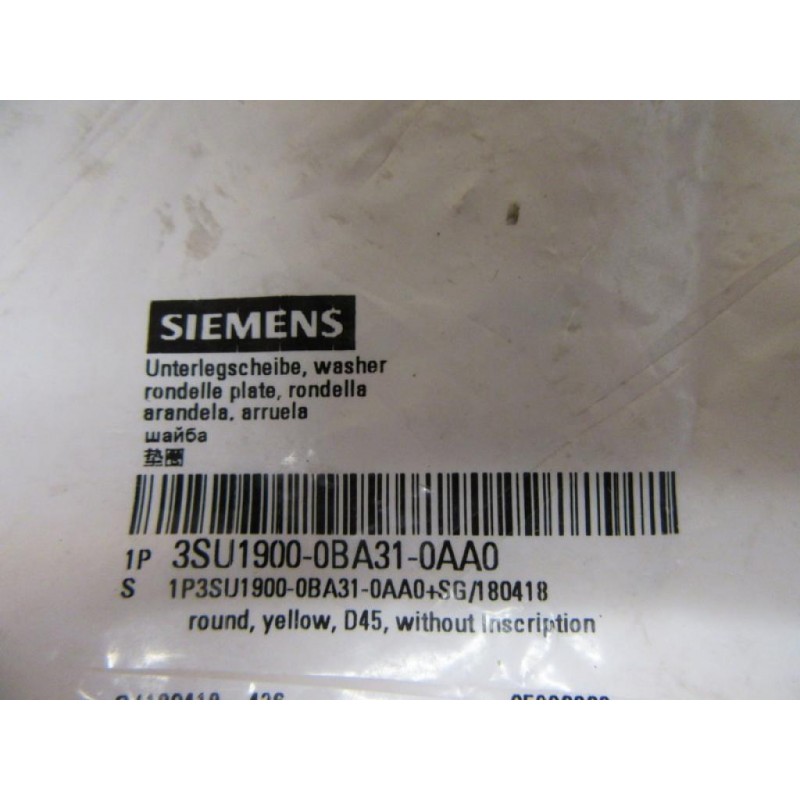 SIEMENS
Unterlegscheibe, washer
rondelle plate, rondella
arandela, arruela
шайба
垫圈
1P 3SU1900-0BA31-0AA0
S 1P3SU1900-0BA31-0AA0+SG/180418
round, yellow, D45, without Inscription